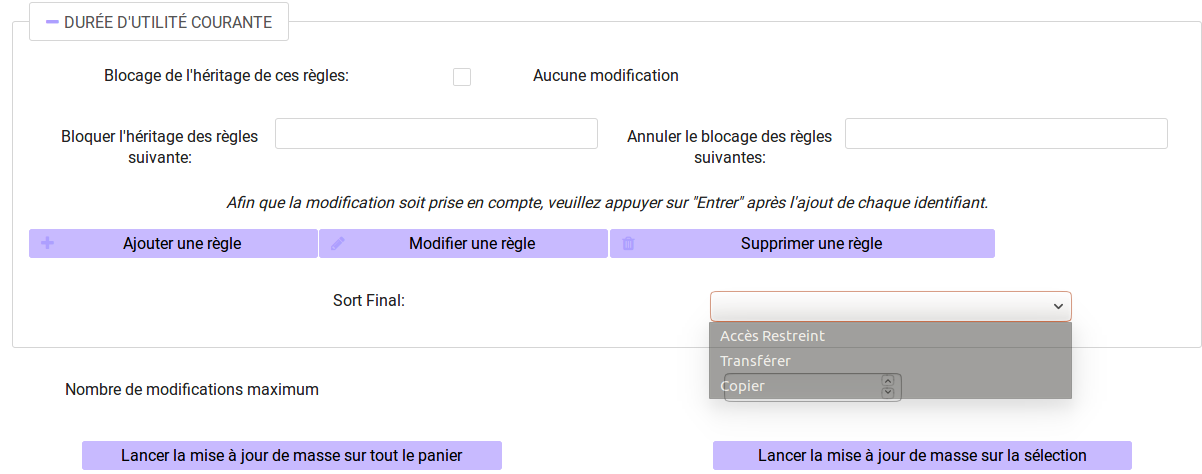 DURÉE D'UTILITÉ COURANTE
Blocage de l'héritage de ces règles:
Aucune modification
Bloquer l'héritage des règles
suivante:
Annuler le blocage des règles
suivantes:
Afin que la modification soit prise en compte, veuillez appuyer sur "Entrer" après l'ajout de chaque identifiant.
Ajouter une règle
Modifier une règle
Supprimer une règle
Sort Final:
Accès Restreint
Transférer
Copier
Nombre de modifications maximum
Lancer la mise à jour de masse sur tout le panier
Lancer la mise à jour de masse sur la sélection